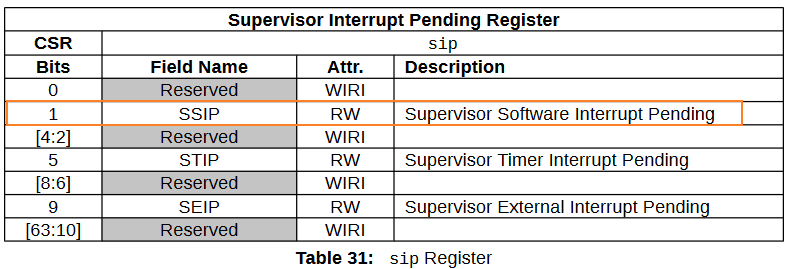 Supervisor Interrupt Pending Register
CSR sip
Bits Field Name Attr. Description
0 Reserved WIRI
1 SSIP RW Supervisor Software Interrupt Pending
[4:2] Reserved WIRI
5 STIP RW Supervisor Timer Interrupt Pending
[8:6] Reserved WIRI
9 SEIP RW Supervisor External Interrupt Pending
[63:10] Reserved WIRI
Table 31: sip Register